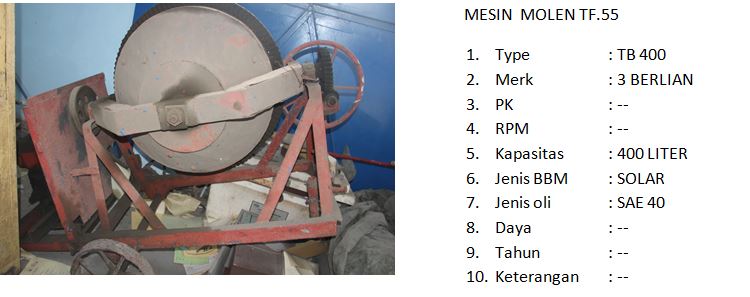 MESIN MOLEN TF.55
1. Type : TB 400
2. Merk : 3 BERLIAN
3. PK : --
4. RPM : --
5. Kapasitas : 400 LITER
6. Jenis BBM : SOLAR
7. Jenis oli : SAE 40
8. Daya : --
9. Tahun : --
10. Keterangan : --